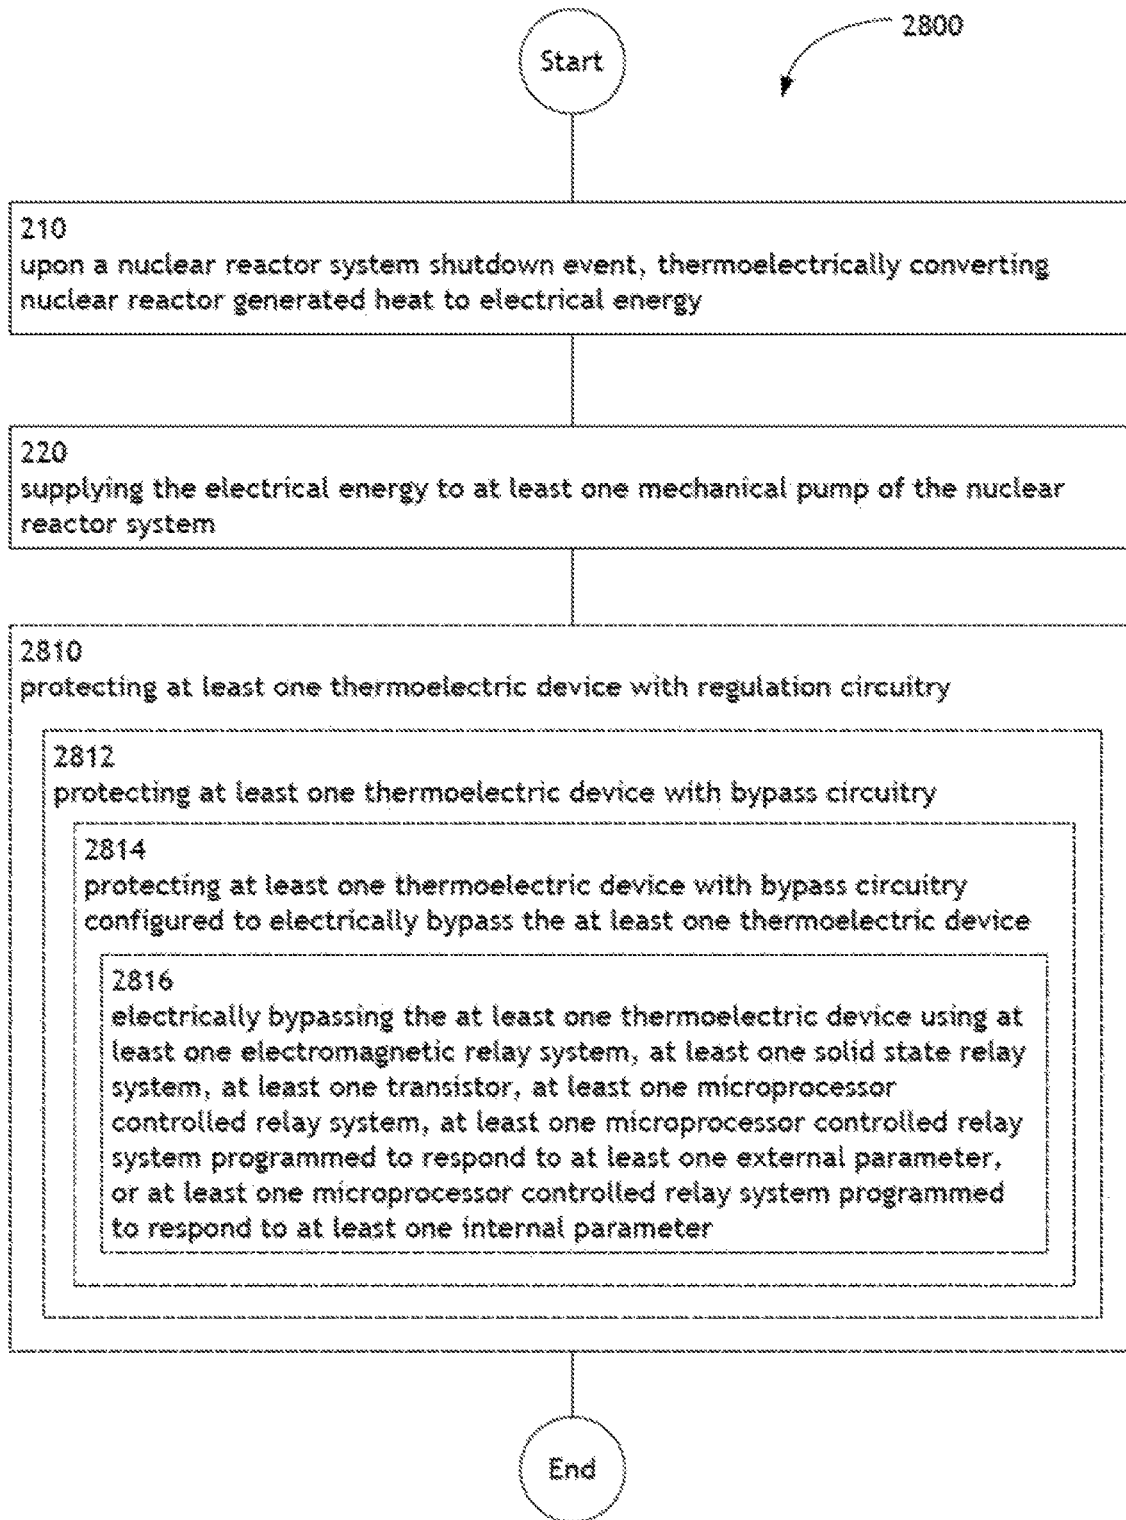 Start
2800
210
upon a nuclear reactor system shutdown event, thermoelectrically converting
nuclear reactor generated heat to electrical energy
220
supplying the electrical energy to at least one mechanical pump of the nuclear
reactor system
2810
protecting at least one thermoelectric device with regulation circuitry
2812
protecting at least one thermoelectric device with bypass circuitry
2814
protecting at least one thermoelectric device with bypass circuitry
configured to electrically bypass the at least one thermoelectric device
2816
electrically bypassing the at least one thermoelectric device using at
least one electromagnetic relay system, at least one solid state relay
system, at least one transistor, at least one microprocessor
controlled relay system, at least one microprocessor controlled relay
system programmed to respond to at least one external parameter,
or at least one microprocessor controlled relay system programmed
to respond to at least one internal parameter
End